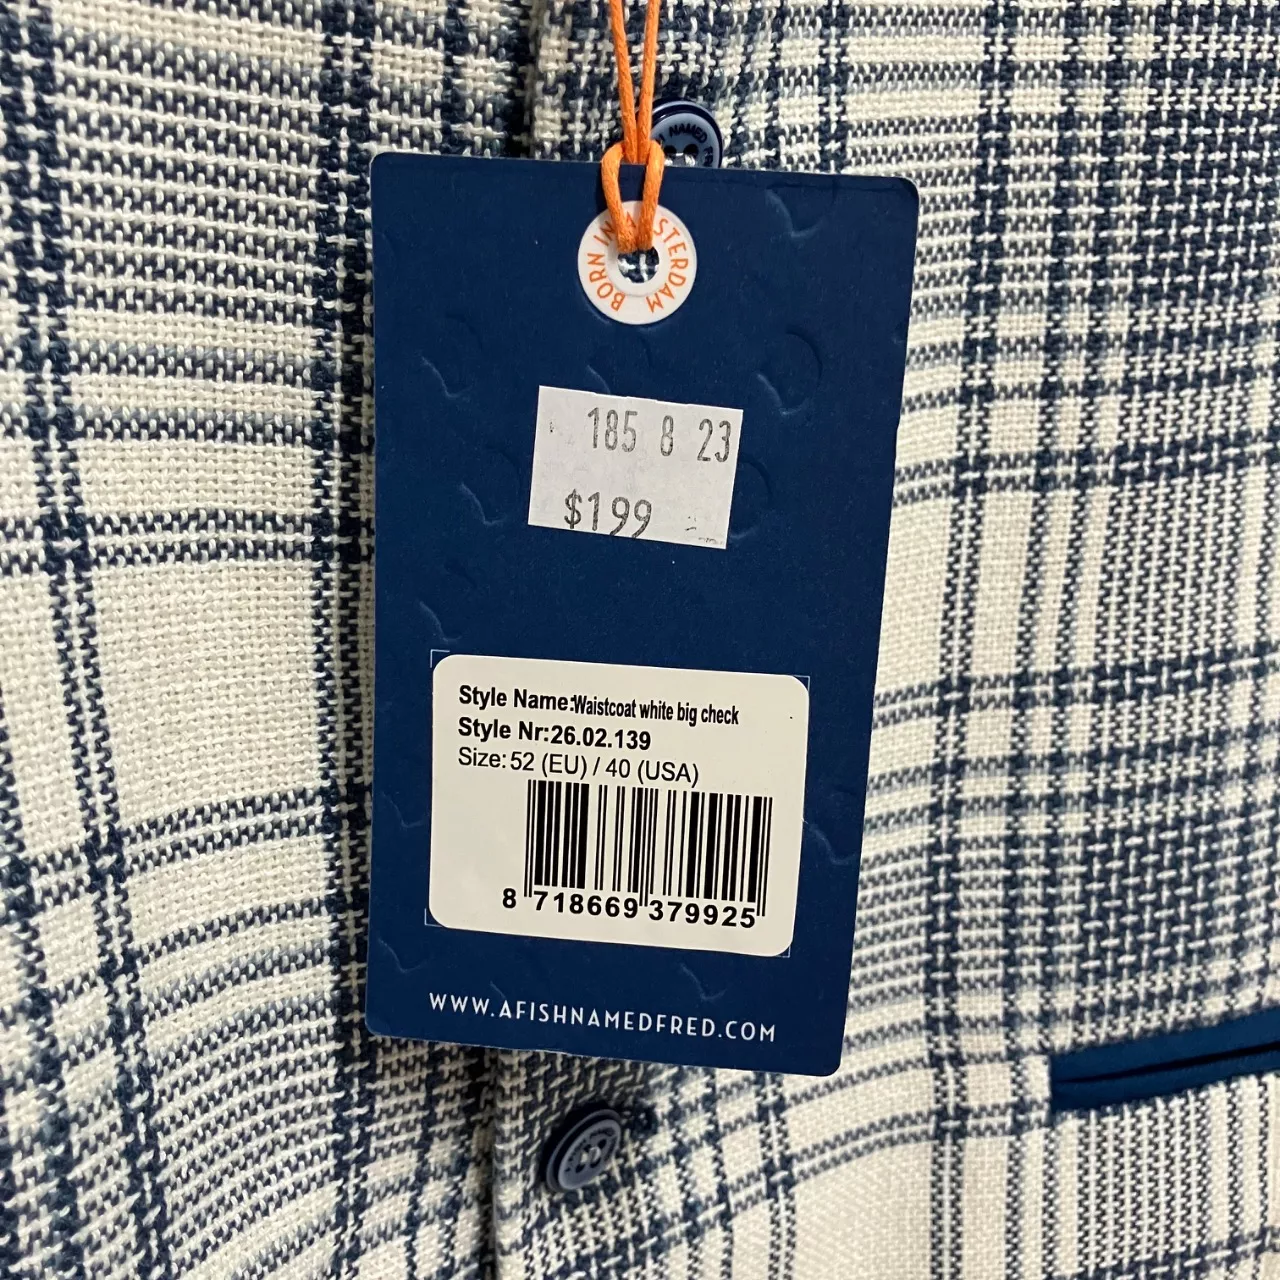 NAMED
BORN IN AMSTERDAM
185 8 23
$199
Style Name:Waistcoat white big check
Style Nr:26.02.139
Size: 52 (EU) / 40 (USA)
8 718669 379925
WWW.AFISHNAMEDFRED.COM